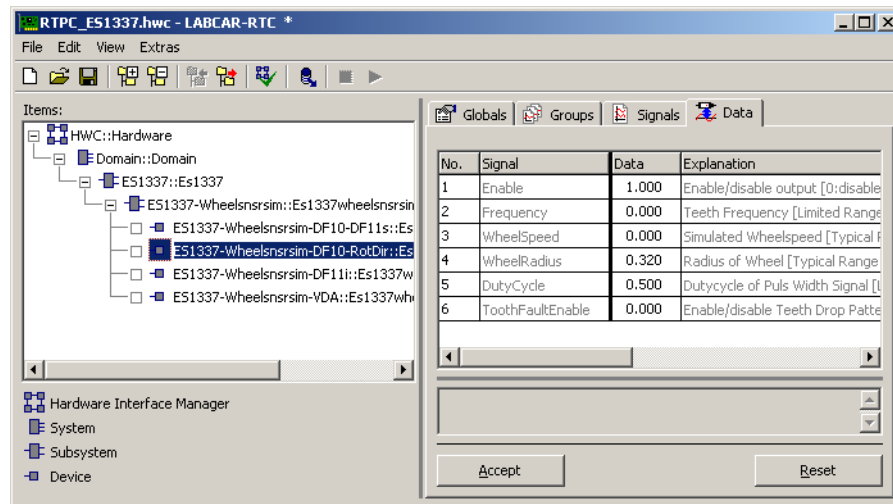 RTPC_ES1337.hwc - LABCAR-RTC *
File Edit View Extras
Items:
HWC::Hardware
Domain::Domain
ES1337::Es1337
ES1337-Wheelsnsrsim::Es1337wheelsnsrsim
ES1337-Wheelsnsrsim-DF10-DF11s::Es
ES1337-Wheelsnsrsim-DF10-RotDir::Es
ES1337-Wheelsnsrsim-DF11i::Es1337w
ES1337-Wheelsnsrsim-VDA::Es1337whe
Hardware Interface Manager
System
Subsystem
Device
Globals Groups Signals Data
No. Signal Data Explanation
1 Enable 1.000 Enable/disable output [0:disable
2 Frequency 0.000 Teeth Frequency [Limited Range
3 WheelSpeed 0.000 Simulated Wheelspeed [Typical F
4 WheelRadius 0.320 Radius of Wheel [Typical Range
5 DutyCycle 0.500 Dutycycle of Puls Width Signal [L
6 ToothFaultEnable 0.000 Enable/disable Teeth Drop Patte
Accept Reset